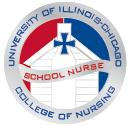 UNIVERSITY OF ILLINOIS-CHICAGO
SCHOOL NURSE
COLLEGE OF NURSING